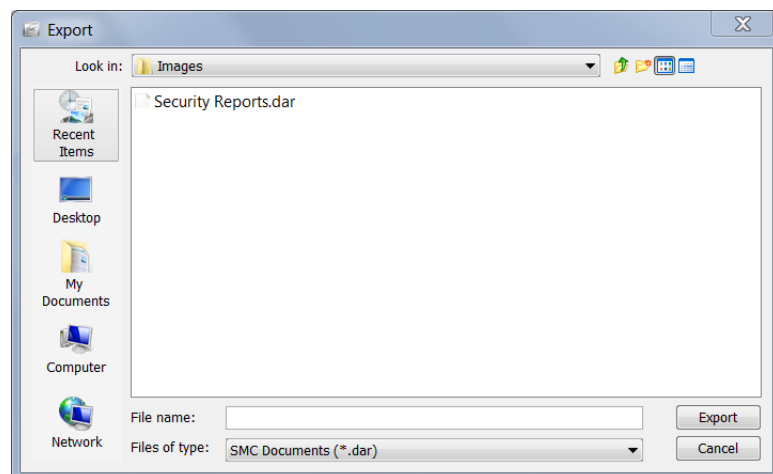 Export
Look in: Images
Security Reports.dar
Recent
Items
Desktop
My
Documents
Computer
Network
File name:
Export
Files of type: SMC Documents (*.dar)
Cancel